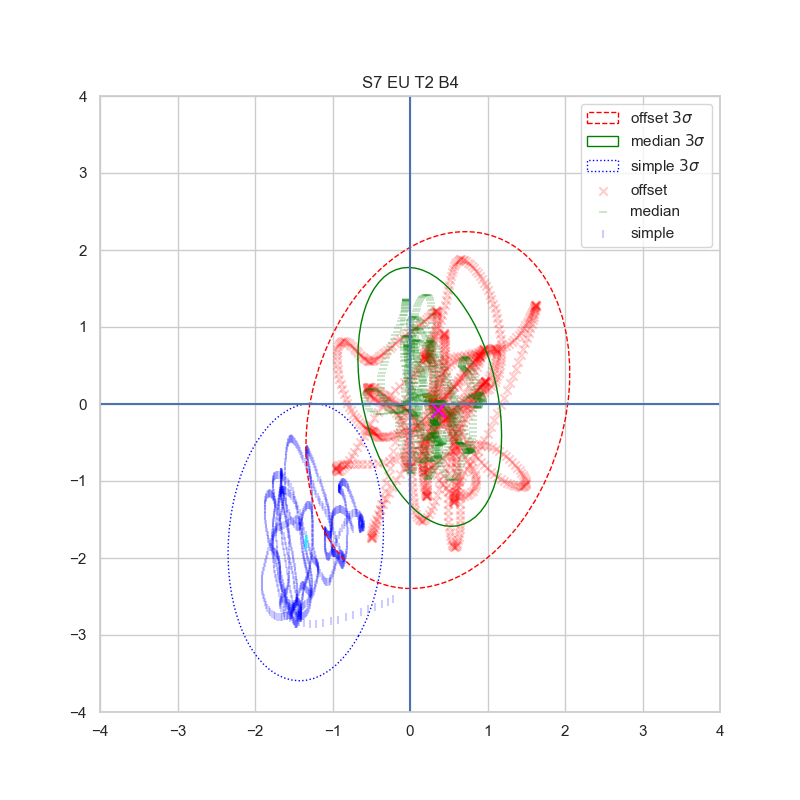 S7 EU T2 B4
offset 3σ
median 3σ
simple 3σ
offset
median
simple
4
3
2
1
0
−1
−2
−3
−4
−4 −3 −2 −1 0 1 2 3 4